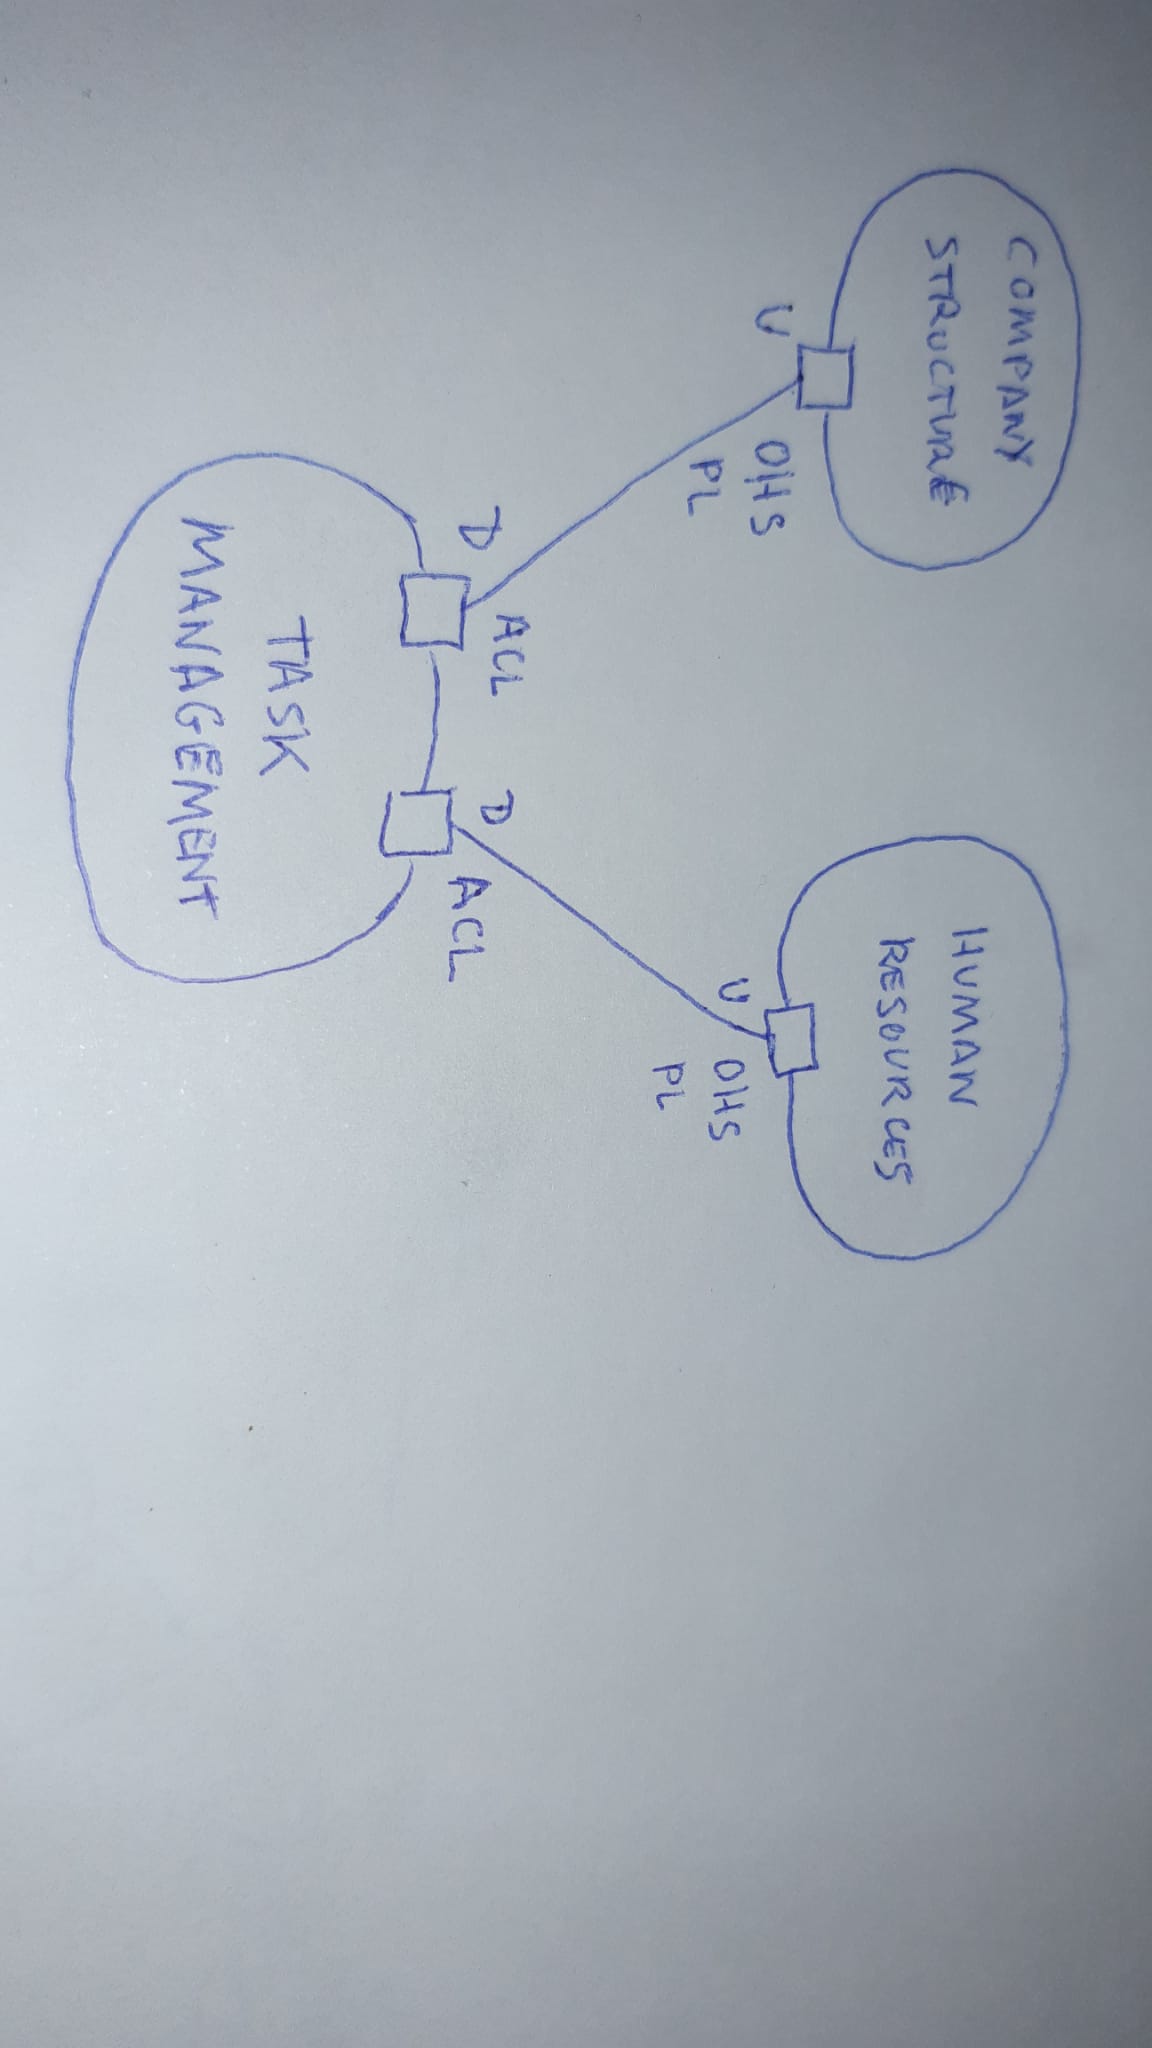 COMPANY
STRUCTURE
U
OHS
PL
HUMAN
RESOURCES
U
OHS
PL
D
ACL
D
ACL
TASK
MANAGEMENT